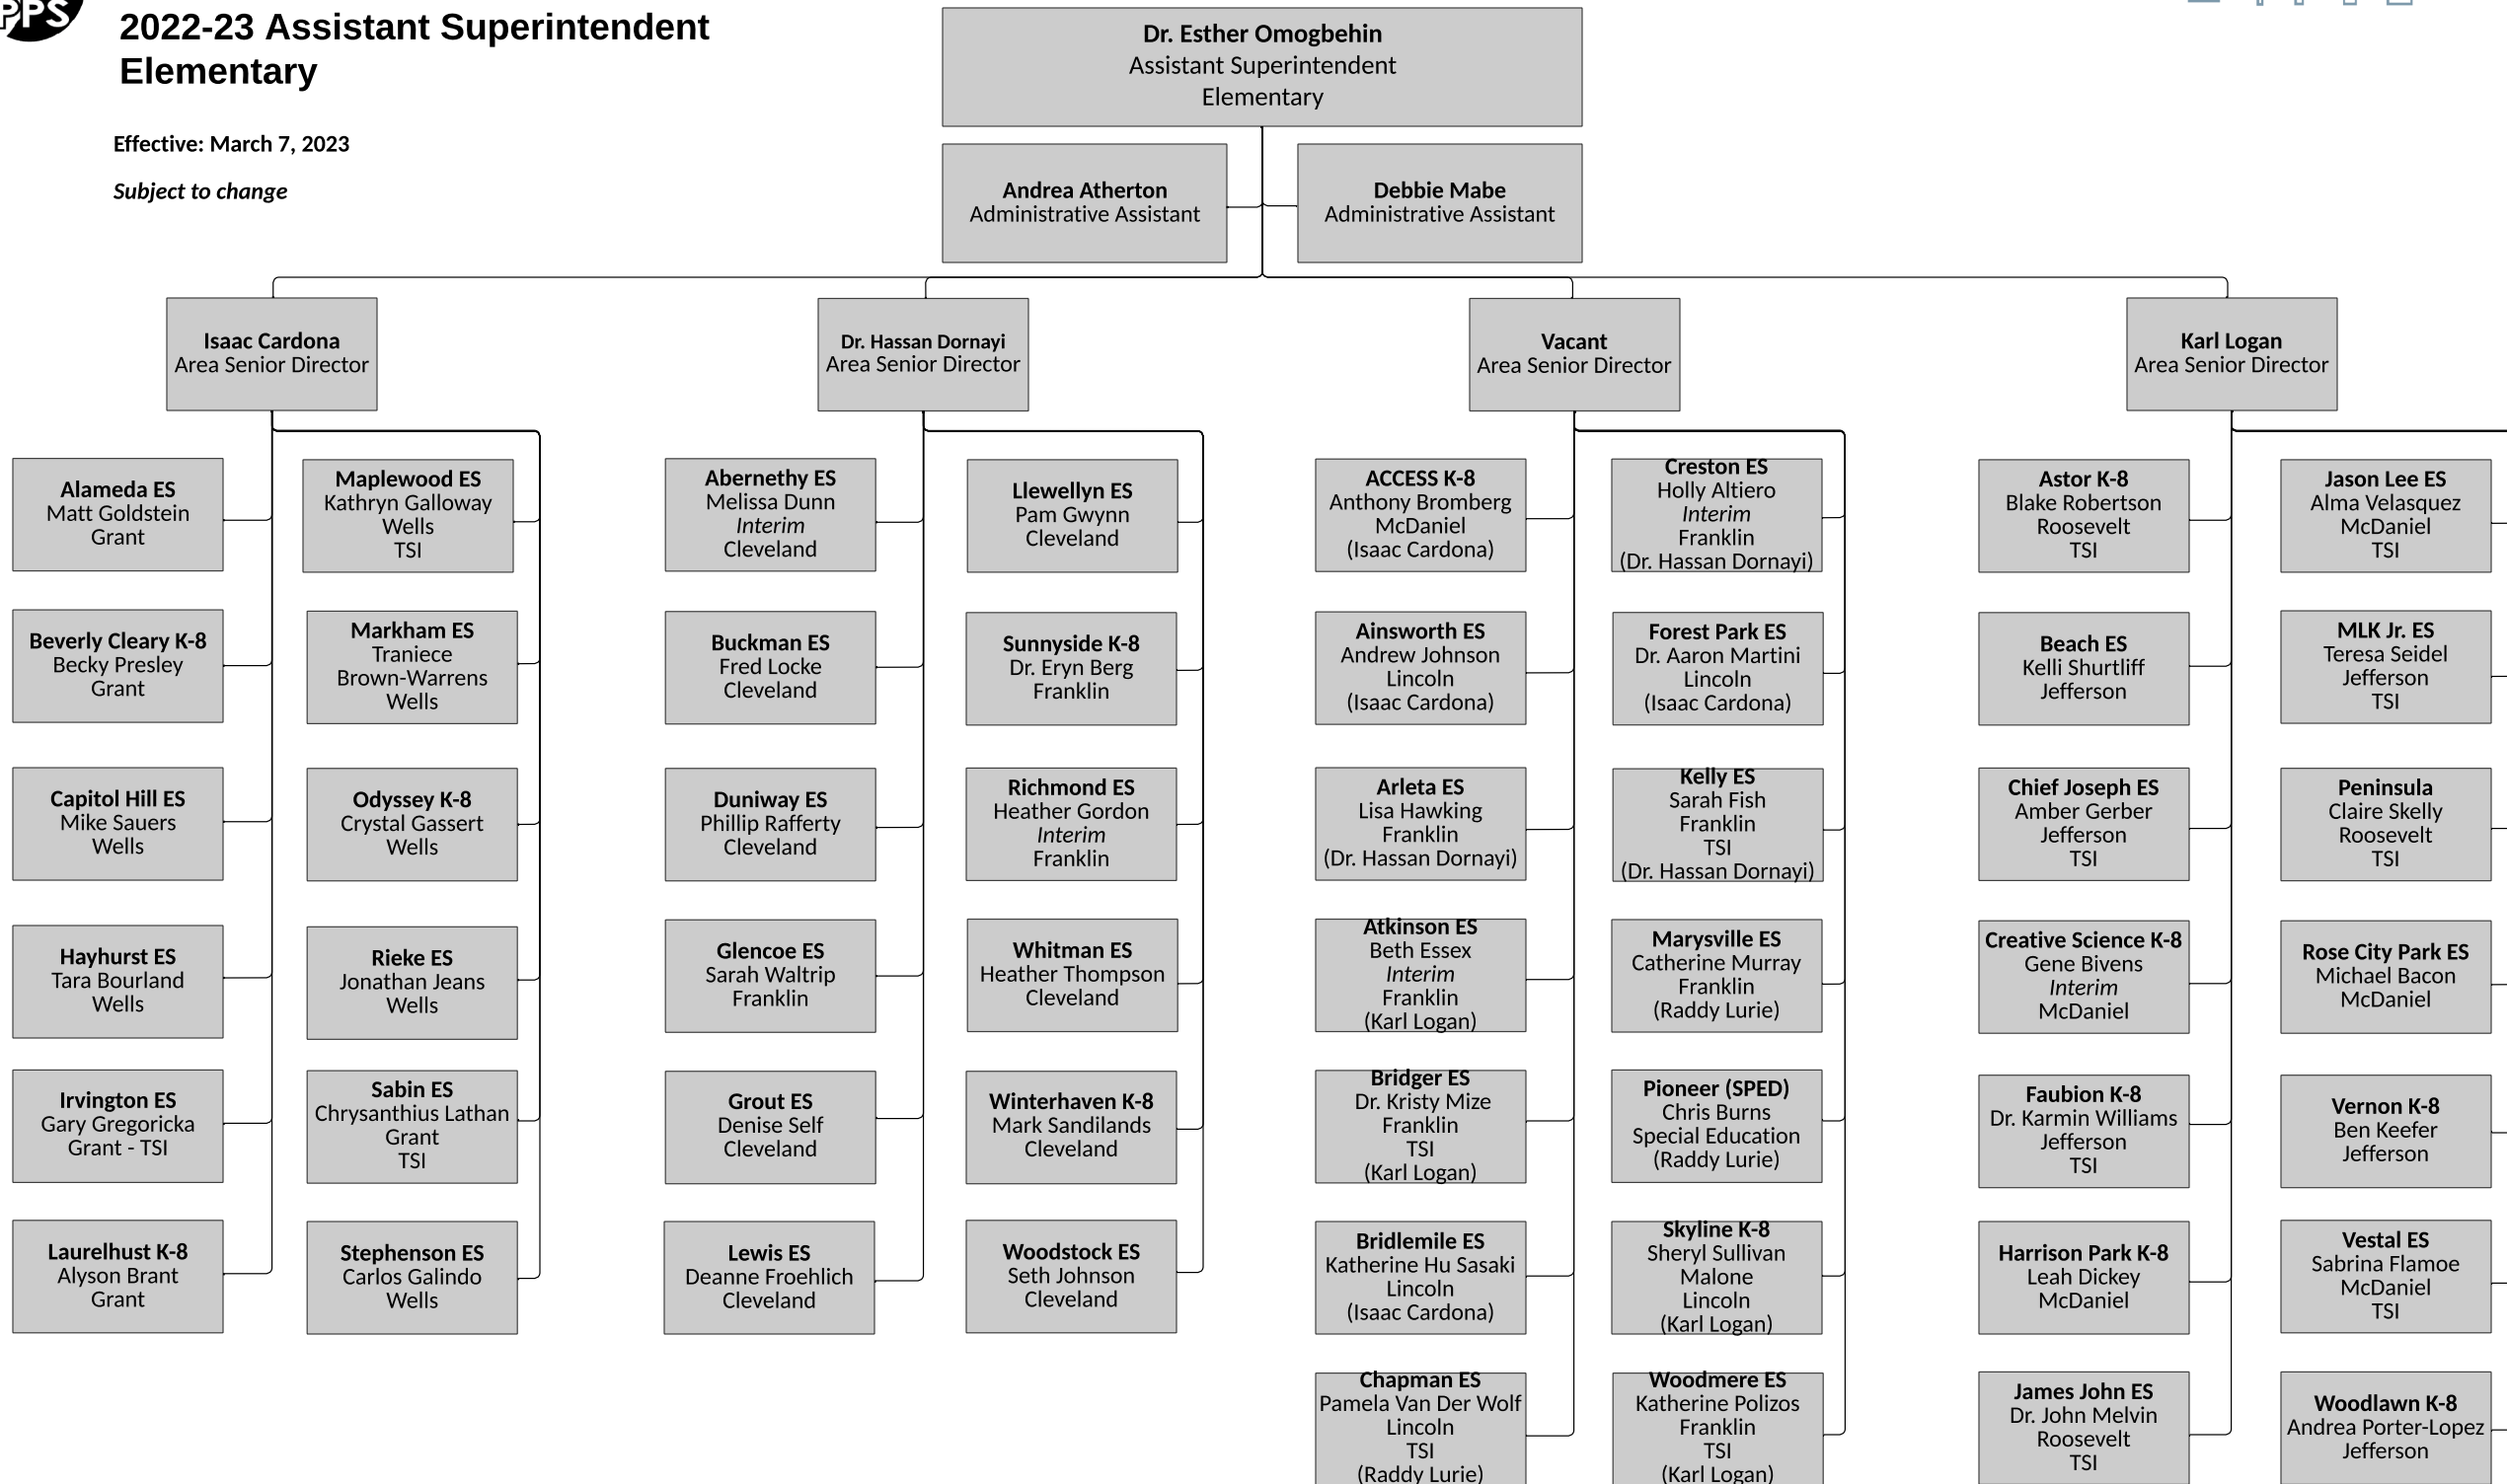 PPS
2022-23 Assistant Superintendent
Elementary
Effective: March 7, 2023
Subject to change
Dr. Esther Omogbehin
Assistant Superintendent
Elementary
Andrea Atherton
Administrative Assistant
Debbie Mabe
Administrative Assistant
Isaac Cardona
Area Senior Director
Dr. Hassan Dornayi
Area Senior Director
Vacant
Area Senior Director
Karl Logan
Area Senior Director
Alameda ES
Matt Goldstein
Grant
Beverly Cleary K-8
Becky Presley
Grant
Capitol Hill ES
Mike Sauers
Wells
Hayhurst ES
Tara Bourland
Wells
Irvington ES
Gary Gregoricka
Grant - TSI
Laurelhust K-8
Alyson Brant
Grant
Maplewood ES
Kathryn Galloway
Wells
TSI
Markham ES
Traniece
Brown-Warrens
Wells
Odyssey K-8
Crystal Gassert
Wells
Rieke ES
Jonathan Jeans
Wells
Sabin ES
Chrysanthius Lathan
Grant
TSI
Stephenson ES
Carlos Galindo
Wells
Abernethy ES
Melissa Dunn
Interim
Cleveland
Buckman ES
Fred Locke
Cleveland
Duniway ES
Phillip Rafferty
Cleveland
Glencoe ES
Sarah Waltrip
Franklin
Grout ES
Denise Self
Cleveland
Lewis ES
Deanne Froehlich
Cleveland
Llewellyn ES
Pam Gwynn
Cleveland
Sunnyside K-8
Dr. Eryn Berg
Franklin
Richmond ES
Heather Gordon
Interim
Franklin
Whitman ES
Heather Thompson
Cleveland
Winterhaven K-8
Mark Sandilands
Cleveland
Woodstock ES
Seth Johnson
Cleveland
ACCESS K-8
Anthony Bromberg
McDaniel
(Isaac Cardona)
Ainsworth ES
Andrew Johnson
Lincoln
(Isaac Cardona)
Arleta ES
Lisa Hawking
Franklin
(Dr. Hassan Dornayi)
Atkinson ES
Beth Essex
Interim
Franklin
(Karl Logan)
Bridger ES
Dr. Kristy Mize
Franklin
TSI
(Karl Logan)
Bridlemile ES
Katherine Hu Sasaki
Lincoln
(Isaac Cardona)
Chapman ES
Pamela Van Der Wolf
Lincoln
TSI
(Raddy Lurie)
Creston ES
Holly Altiero
Interim
Franklin
(Dr. Hassan Dornayi)
Forest Park ES
Dr. Aaron Martini
Lincoln
(Isaac Cardona)
Kelly ES
Sarah Fish
Franklin
TSI
(Dr. Hassan Dornayi)
Marysville ES
Catherine Murray
Franklin
(Raddy Lurie)
Pioneer (SPED)
Chris Burns
Special Education
(Raddy Lurie)
Skyline K-8
Sheryl Sullivan
Malone
Lincoln
(Karl Logan)
Woodmere ES
Katherine Polizos
Franklin
TSI
(Karl Logan)
Astor K-8
Blake Robertson
Roosevelt
TSI
Beach ES
Kelli Shurtliff
Jefferson
Chief Joseph ES
Amber Gerber
Jefferson
TSI
Creative Science K-8
Gene Bivens
Interim
McDaniel
Faubion K-8
Dr. Karmin Williams
Jefferson
TSI
Harrison Park K-8
Leah Dickey
McDaniel
James John ES
Dr. John Melvin
Roosevelt
TSI
Jason Lee ES
Alma Velasquez
McDaniel
TSI
MLK Jr. ES
Teresa Seidel
Jefferson
TSI
Peninsula
Claire Skelly
Roosevelt
TSI
Rose City Park ES
Michael Bacon
McDaniel
Vernon K-8
Ben Keefer
Jefferson
Vestal ES
Sabrina Flamoe
McDaniel
TSI
Woodlawn K-8
Andrea Porter-Lopez
Jefferson